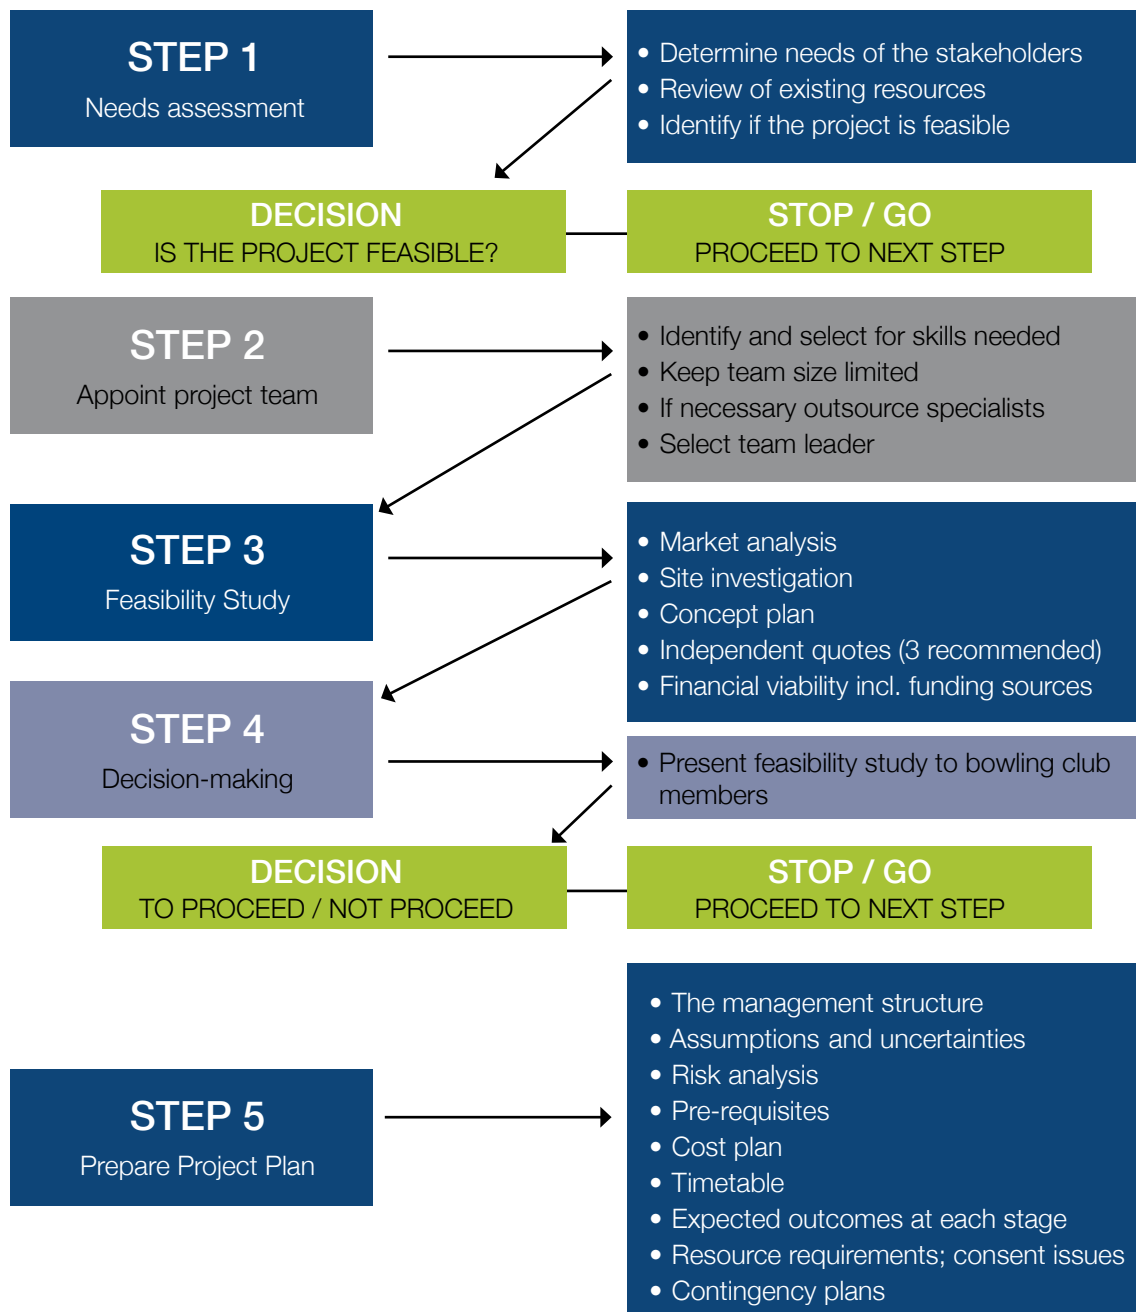 STEP 1
Needs assessment
• Determine needs of the stakeholders
• Review of existing resources
• Identify if the project is feasible
DECISION
IS THE PROJECT FEASIBLE?
STOP / GO
PROCEED TO NEXT STEP
STEP 2
Appoint project team
• Identify and select for skills needed
• Keep team size limited
• If necessary outsource specialists
• Select team leader
STEP 3
Feasibility Study
• Market analysis
• Site investigation
• Concept plan
• Independent quotes (3 recommended)
• Financial viability incl. funding sources
STEP 4
Decision-making
• Present feasibility study to bowling club
members
DECISION
TO PROCEED / NOT PROCEED
STOP / GO
PROCEED TO NEXT STEP
STEP 5
Prepare Project Plan
• The management structure
• Assumptions and uncertainties
• Risk analysis
• Pre-requisites
• Cost plan
• Timetable
• Expected outcomes at each stage
• Resource requirements; consent issues
• Contingency plans